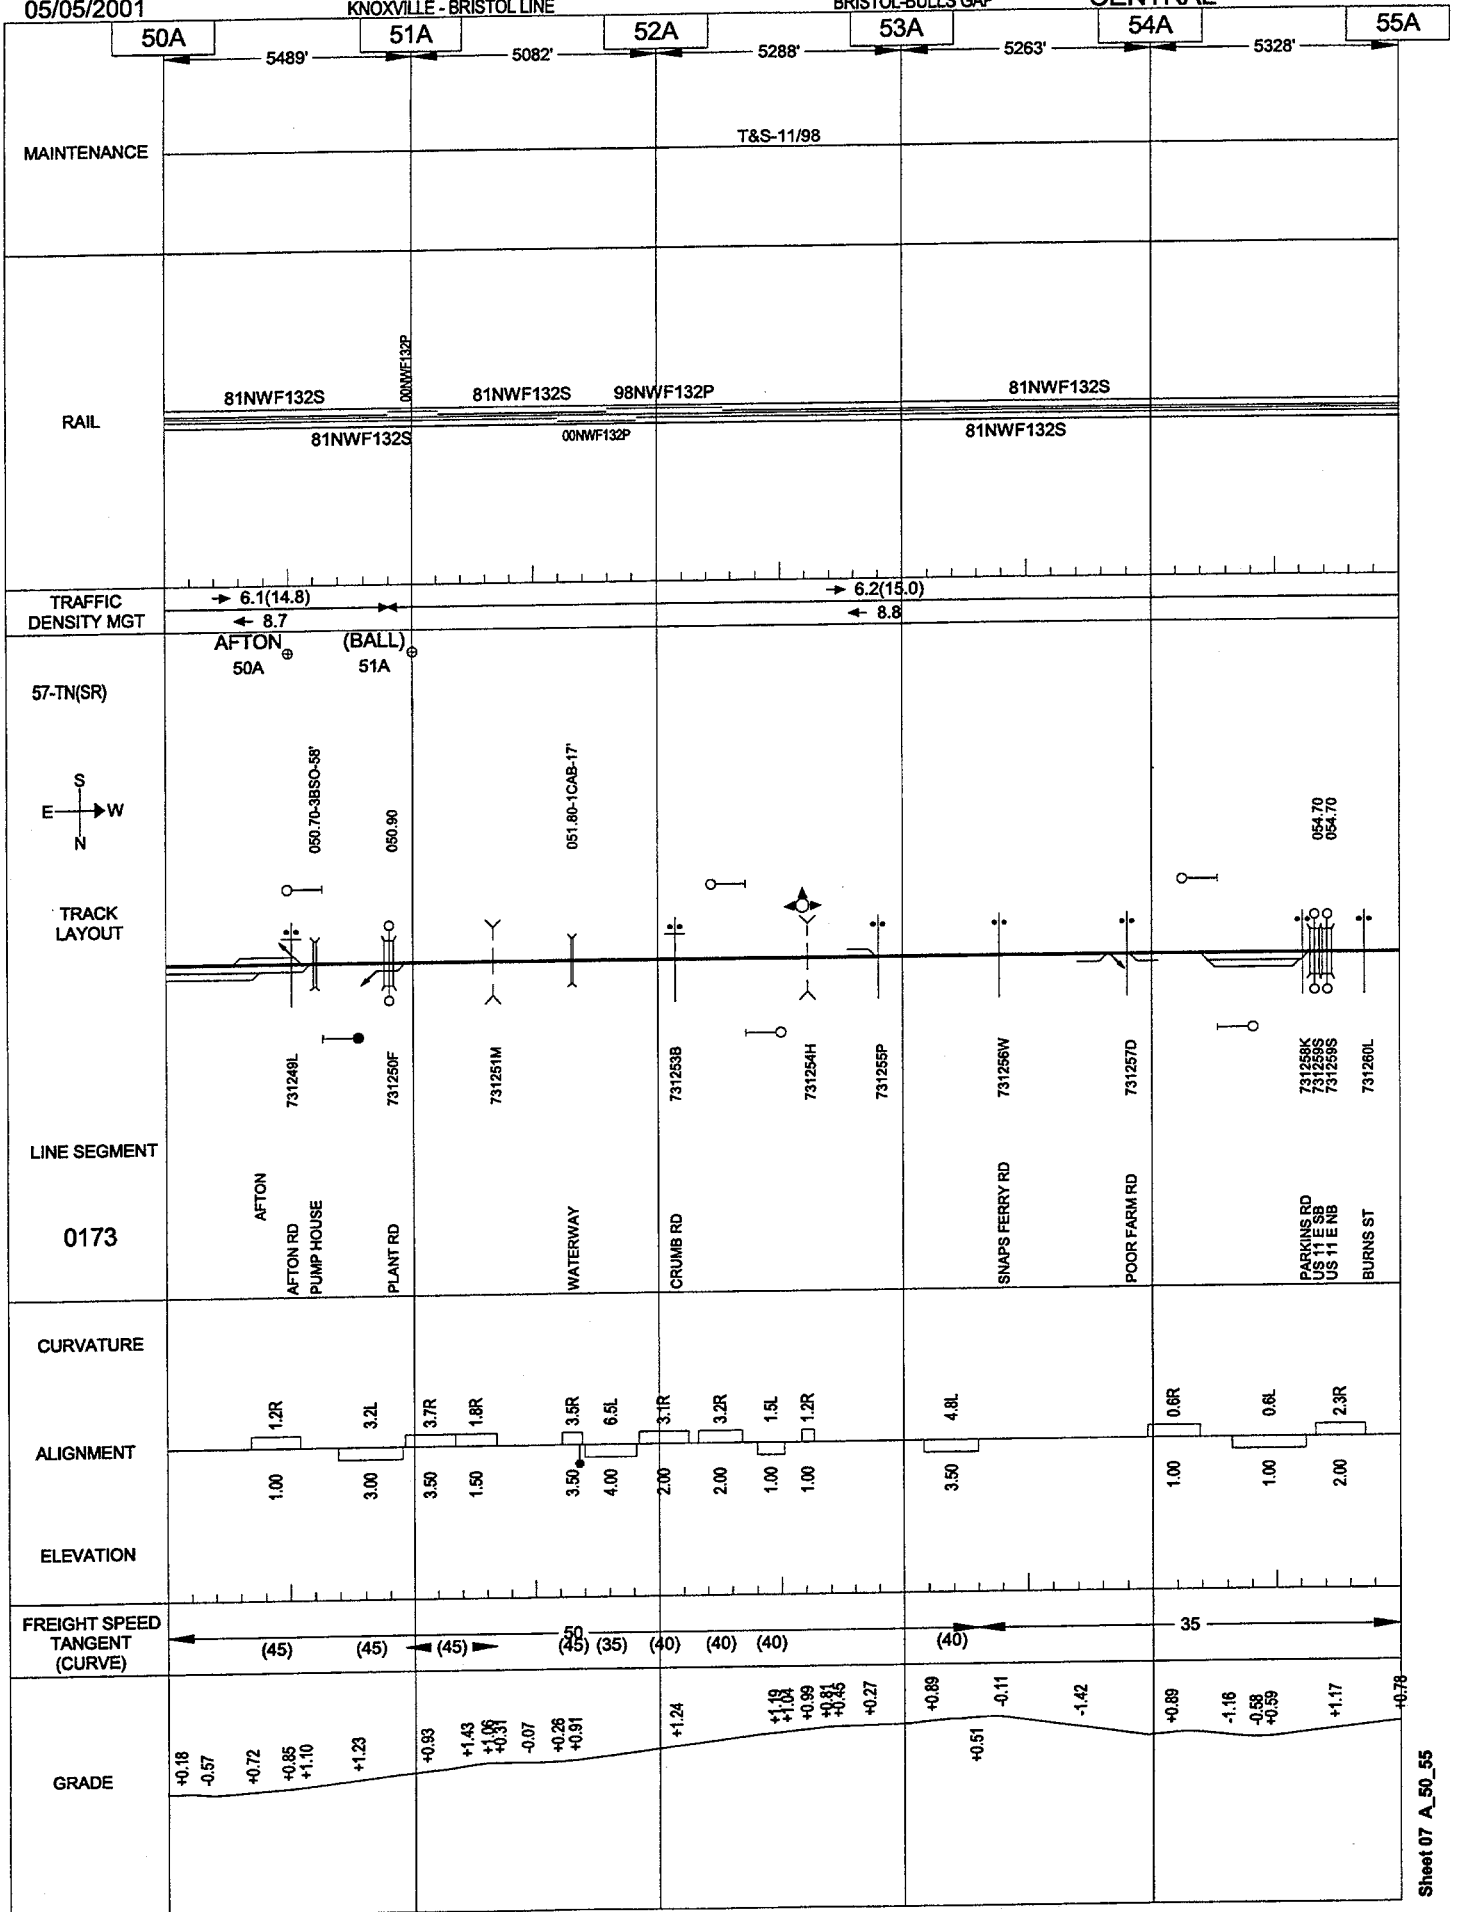 05/05/2001 KNOXVILLE - BRISTOL LINE BRISTOL-BULLS GAP CENTRAL
50A 51A 52A 53A 54A 55A
5489' 5082' 5288' 5263' 5328'
MAINTENANCE
T&S-11/98
RAIL
81NWF132S 00NWF132P 81NWF132S 98NWF132P 81NWF132S
81NWF132S 00NWF132P 81NWF132S
TRAFFIC
DENSITY MGT
6.1(14.8) 6.2(15.0)
8.7 8.8
AFTON (BALL)
50A 51A
57-TN(SR)
S
E W
N
050.70-3BSO-58' 050.90 051.80-1CAB-17' 054.70 054.70
TRACK
LAYOUT
731249L 731250F 731251M 731253B 731254H 731255P 731256W 731257D 731258K 731259S 731259S 731260L
LINE SEGMENT
0173
AFTON
AFTON RD
PUMP HOUSE
PLANT RD
WATERWAY
CRUMB RD
SNAPS FERRY RD
POOR FARM RD
PARKINS RD
US 11 E SB
US 11 E NB
BURNS ST
CURVATURE
1.2R 3.2L 3.7R 1.8R 3.5R 6.5L 3.1R 3.2R 1.5L 1.2R 4.8L 0.6R 0.6L 2.3R
ALIGNMENT
1.00 3.00 3.50 1.50 3.50 4.00 2.00 2.00 1.00 1.00 3.50 1.00 1.00 2.00
ELEVATION
FREIGHT SPEED
TANGENT
(CURVE)
50 35
(45) (45) (45) (45) (35) (40) (40) (40) (40)
GRADE
+0.18 -0.57 +0.72 +0.85 +1.10 +1.23 +0.93 +1.43 +1.06 +0.31 -0.07 +0.26 +0.91 +1.24 +1.19 +1.04 +0.99 +0.81 +0.45 +0.27 +0.89 +0.51 -0.11 -1.42 +0.89 -1.16 -0.58 +0.59 +1.17 +0.78
Sheet 07 A_50_55